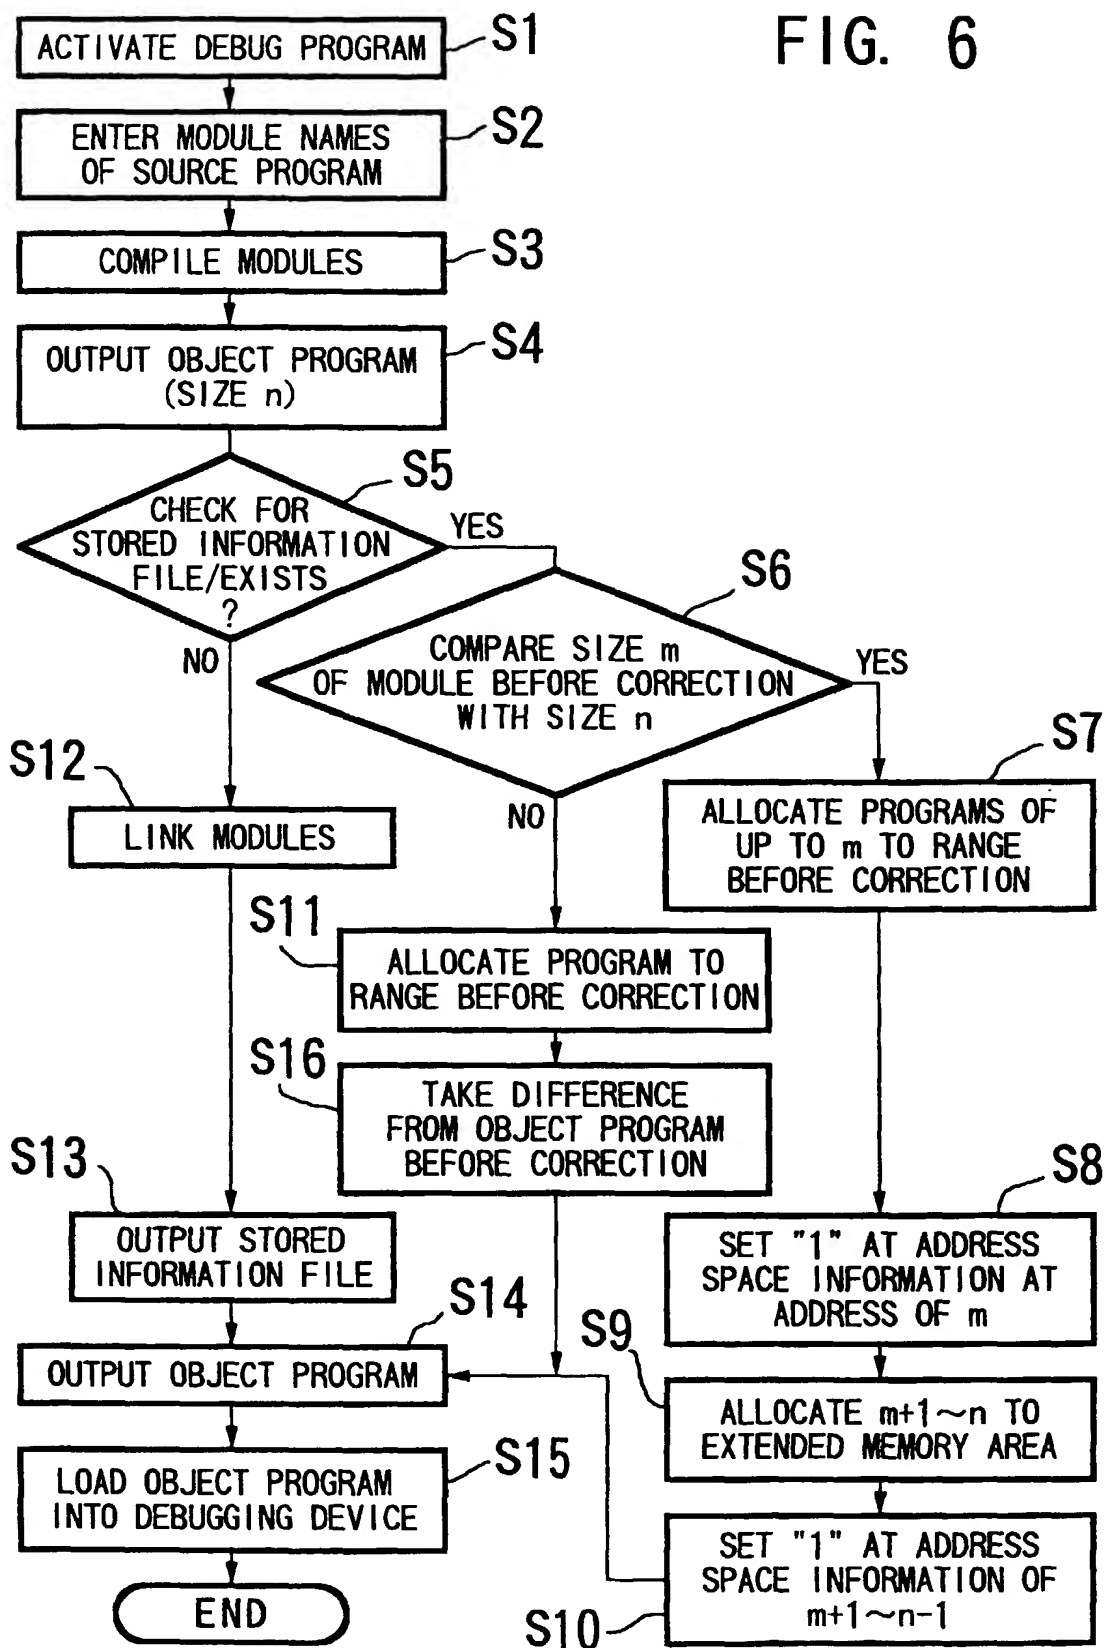 FIG. 6
ACTIVATE DEBUG PROGRAM
S1
ENTER MODULE NAMES
OF SOURCE PROGRAM
S2
COMPILE MODULES
S3
OUTPUT OBJECT PROGRAM
(SIZE n)
S4
CHECK FOR
STORED INFORMATION
FILE/EXISTS
?
S5
YES
NO
COMPARE SIZE m
OF MODULE BEFORE CORRECTION
WITH SIZE n
S6
YES
NO
S7
ALLOCATE PROGRAMS OF
UP TO m TO RANGE
BEFORE CORRECTION
S12
LINK MODULES
S11
ALLOCATE PROGRAM TO
RANGE BEFORE CORRECTION
S16
TAKE DIFFERENCE
FROM OBJECT PROGRAM
BEFORE CORRECTION
S13
OUTPUT STORED
INFORMATION FILE
S8
SET "1" AT ADDRESS
SPACE INFORMATION AT
ADDRESS OF m
S14
OUTPUT OBJECT PROGRAM
S9
ALLOCATE m+1~n TO
EXTENDED MEMORY AREA
S15
LOAD OBJECT PROGRAM
INTO DEBUGGING DEVICE
SET "1" AT ADDRESS
SPACE INFORMATION OF
m+1~n-1
S10
END